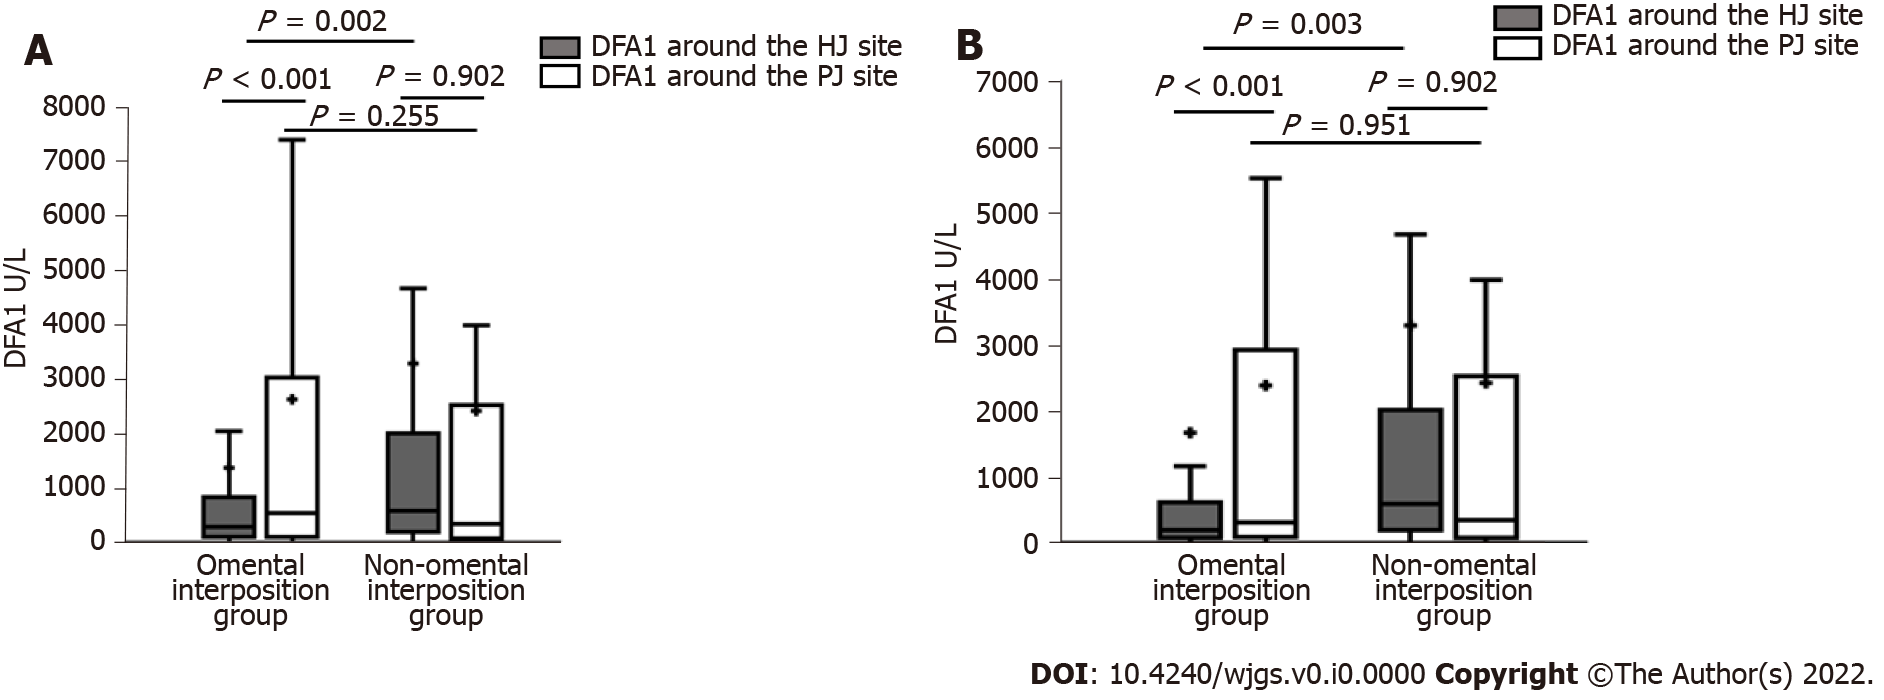 A
P = 0.002
DFA1 around the HJ site
DFA1 around the PJ site
P < 0.001
P = 0.902
P = 0.255
8000
7000
6000
5000
4000
3000
2000
1000
0
DFA1 U/L
Omental
interposition
group
Non-omental
interposition
group
B
P = 0.003
DFA1 around the HJ site
DFA1 around the PJ site
P < 0.001
P = 0.902
P = 0.951
7000
6000
5000
4000
3000
2000
1000
0
DFA1 U/L
Omental
interposition
group
Non-omental
interposition
group
DOI: 10.4240/wjgs.v0.i0.0000 Copyright ©The Author(s) 2022.